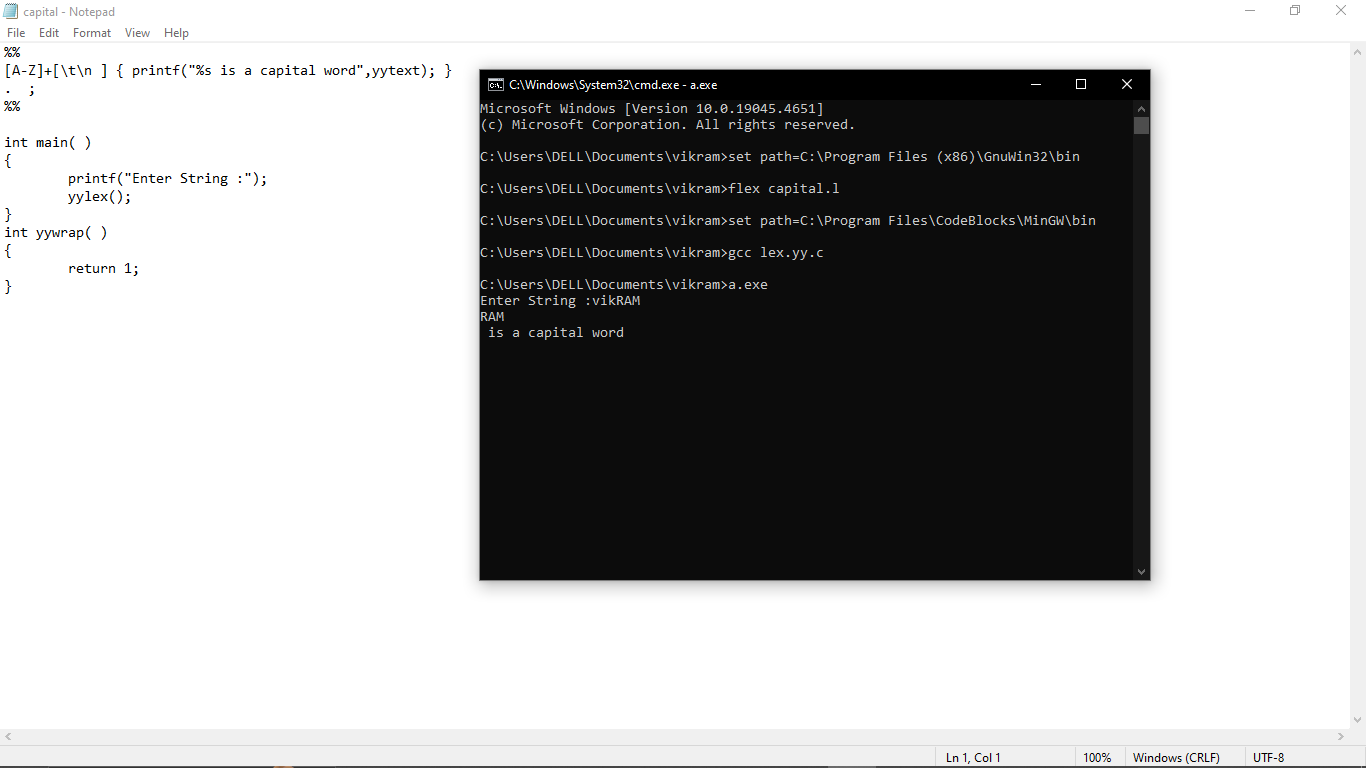 capital - Notepad
File Edit Format View Help
%%
[A-Z]+[\t\n ] { printf("%s is a capital word",yytext); }
.  ;
%%
int main( )
{
        printf("Enter String :");
        yylex();
}
int yywrap( )
{
        return 1;
}
C:\Windows\System32\cmd.exe - a.exe
Microsoft Windows [Version 10.0.19045.4651]
(c) Microsoft Corporation. All rights reserved.
C:\Users\DELL\Documents\vikram>set path=C:\Program Files (x86)\GnuWin32\bin
C:\Users\DELL\Documents\vikram>flex capital.l
C:\Users\DELL\Documents\vikram>set path=C:\Program Files\CodeBlocks\MinGW\bin
C:\Users\DELL\Documents\vikram>gcc lex.yy.c
C:\Users\DELL\Documents\vikram>a.exe
Enter String :vikRAM
RAM
 is a capital word
Ln 1, Col 1 100% Windows (CRLF) UTF-8